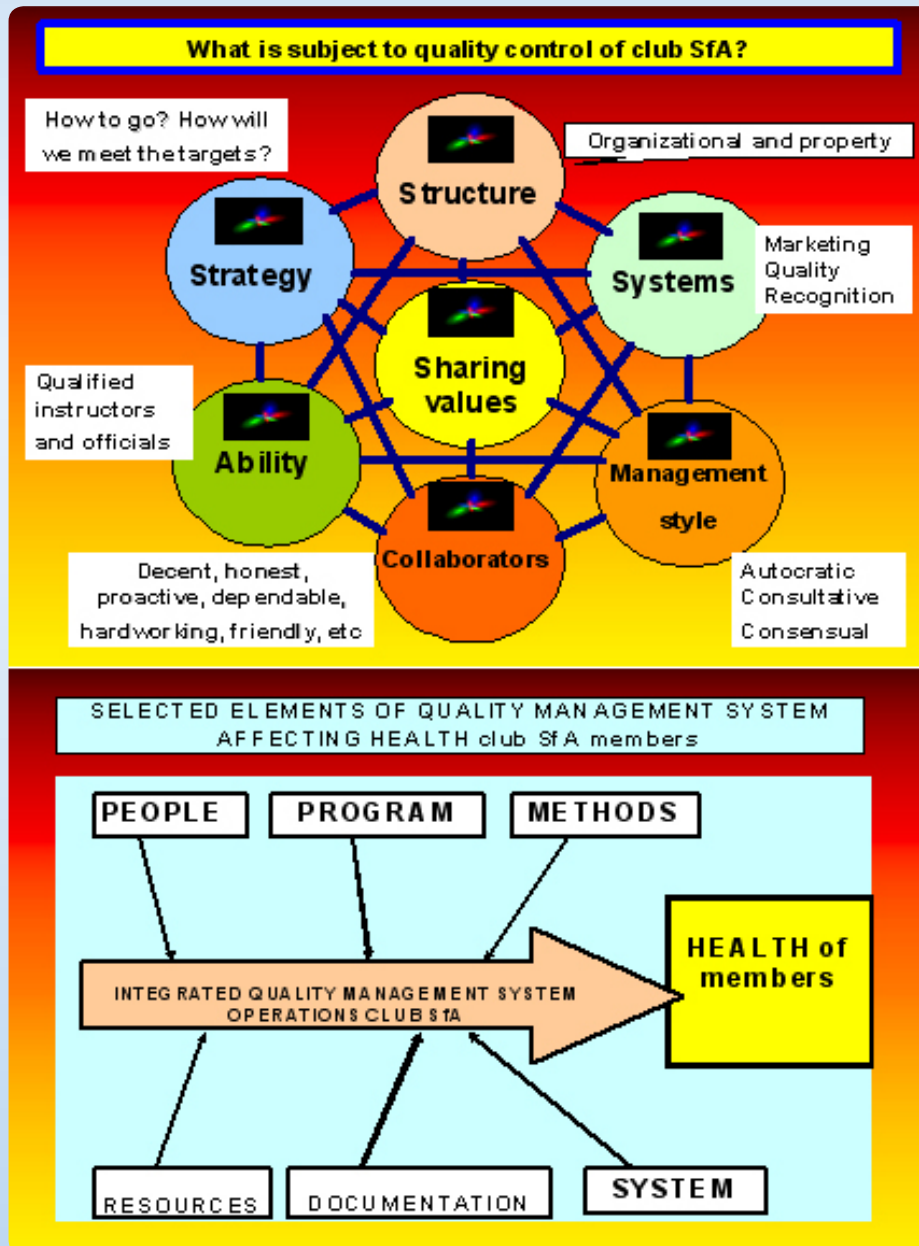 What is subject to quality control of club SfA?
How to go? How will
we meet the targets?
Organizational and property
Structure
Strategy
Systems
Marketing
Quality
Recognition
Sharing
values
Qualified
instructors
and officials
Ability
Management
style
Collaborators
Decent, honest,
proactive, dependable,
hardworking, friendly, etc
Autocratic
Consultative
Consensual
SELECTED ELEMENTS OF QUALITY MANAGEMENT SYSTEM
AFFECTING HEALTH club SfA members
PEOPLE
PROGRAM
METHODS
HEALTH of
members
INTEGRATED QUALITY MANAGEMENT SYSTEM
OPERATIONS CLUB SfA
RESOURCES
DOCUMENTATION
SYSTEM